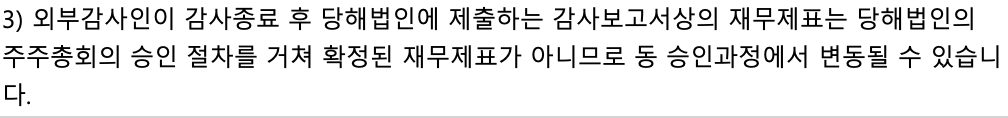 3) 외부감사인이 감사종료 후 당해법인에 제출하는 감사보고서상의 재무제표는 당해법인의
주주총회의 승인 절차를 거쳐 확정된 재무제표가 아니므로 동 승인과정에서 변동될 수 있습니
다.